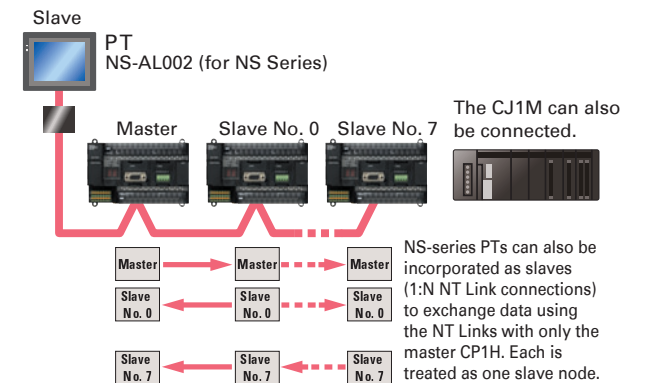 Slave
PT
NS-AL002 (for NS Series)
Master
Slave No. 0
Slave No. 7
The CJ1M can also
be connected.
Master
Master
Master
Slave
No. 0
Slave
No. 0
Slave
No. 0
Slave
No. 7
Slave
No. 7
Slave
No. 7
NS-series PTs can also be
incorporated as slaves
(1:N NT Link connections)
to exchange data using
the NT Links with only the
master CP1H. Each is
treated as one slave node.